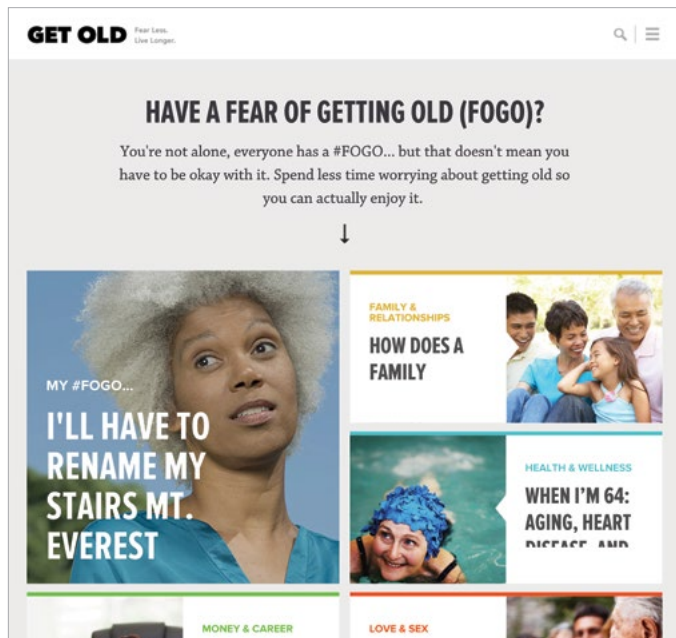 GET OLD
Fear Less.
Live Longer.
HAVE A FEAR OF GETTING OLD (FOGO)?
You're not alone, everyone has a #FOGO... but that doesn't mean you
have to be okay with it. Spend less time worrying about getting old so
you can actually enjoy it.
MY #FOGO...
I'LL HAVE TO
RENAME MY
STAIRS MT.
EVEREST
FAMILY &
RELATIONSHIPS
HOW DOES A
FAMILY
HEALTH & WELLNESS
WHEN I'M 64:
AGING, HEART
DISEASE, AND
MONEY & CAREER
LOVE & SEX